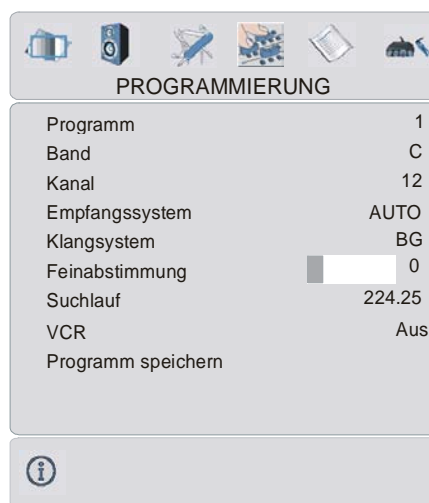 PROGRAMMIERUNG
Programm 1
Band C
Kanal 12
Empfangssystem AUTO
Klangsystem BG
Feinabstimmung 0
Suchlauf 224.25
VCR Aus
Programm speichern